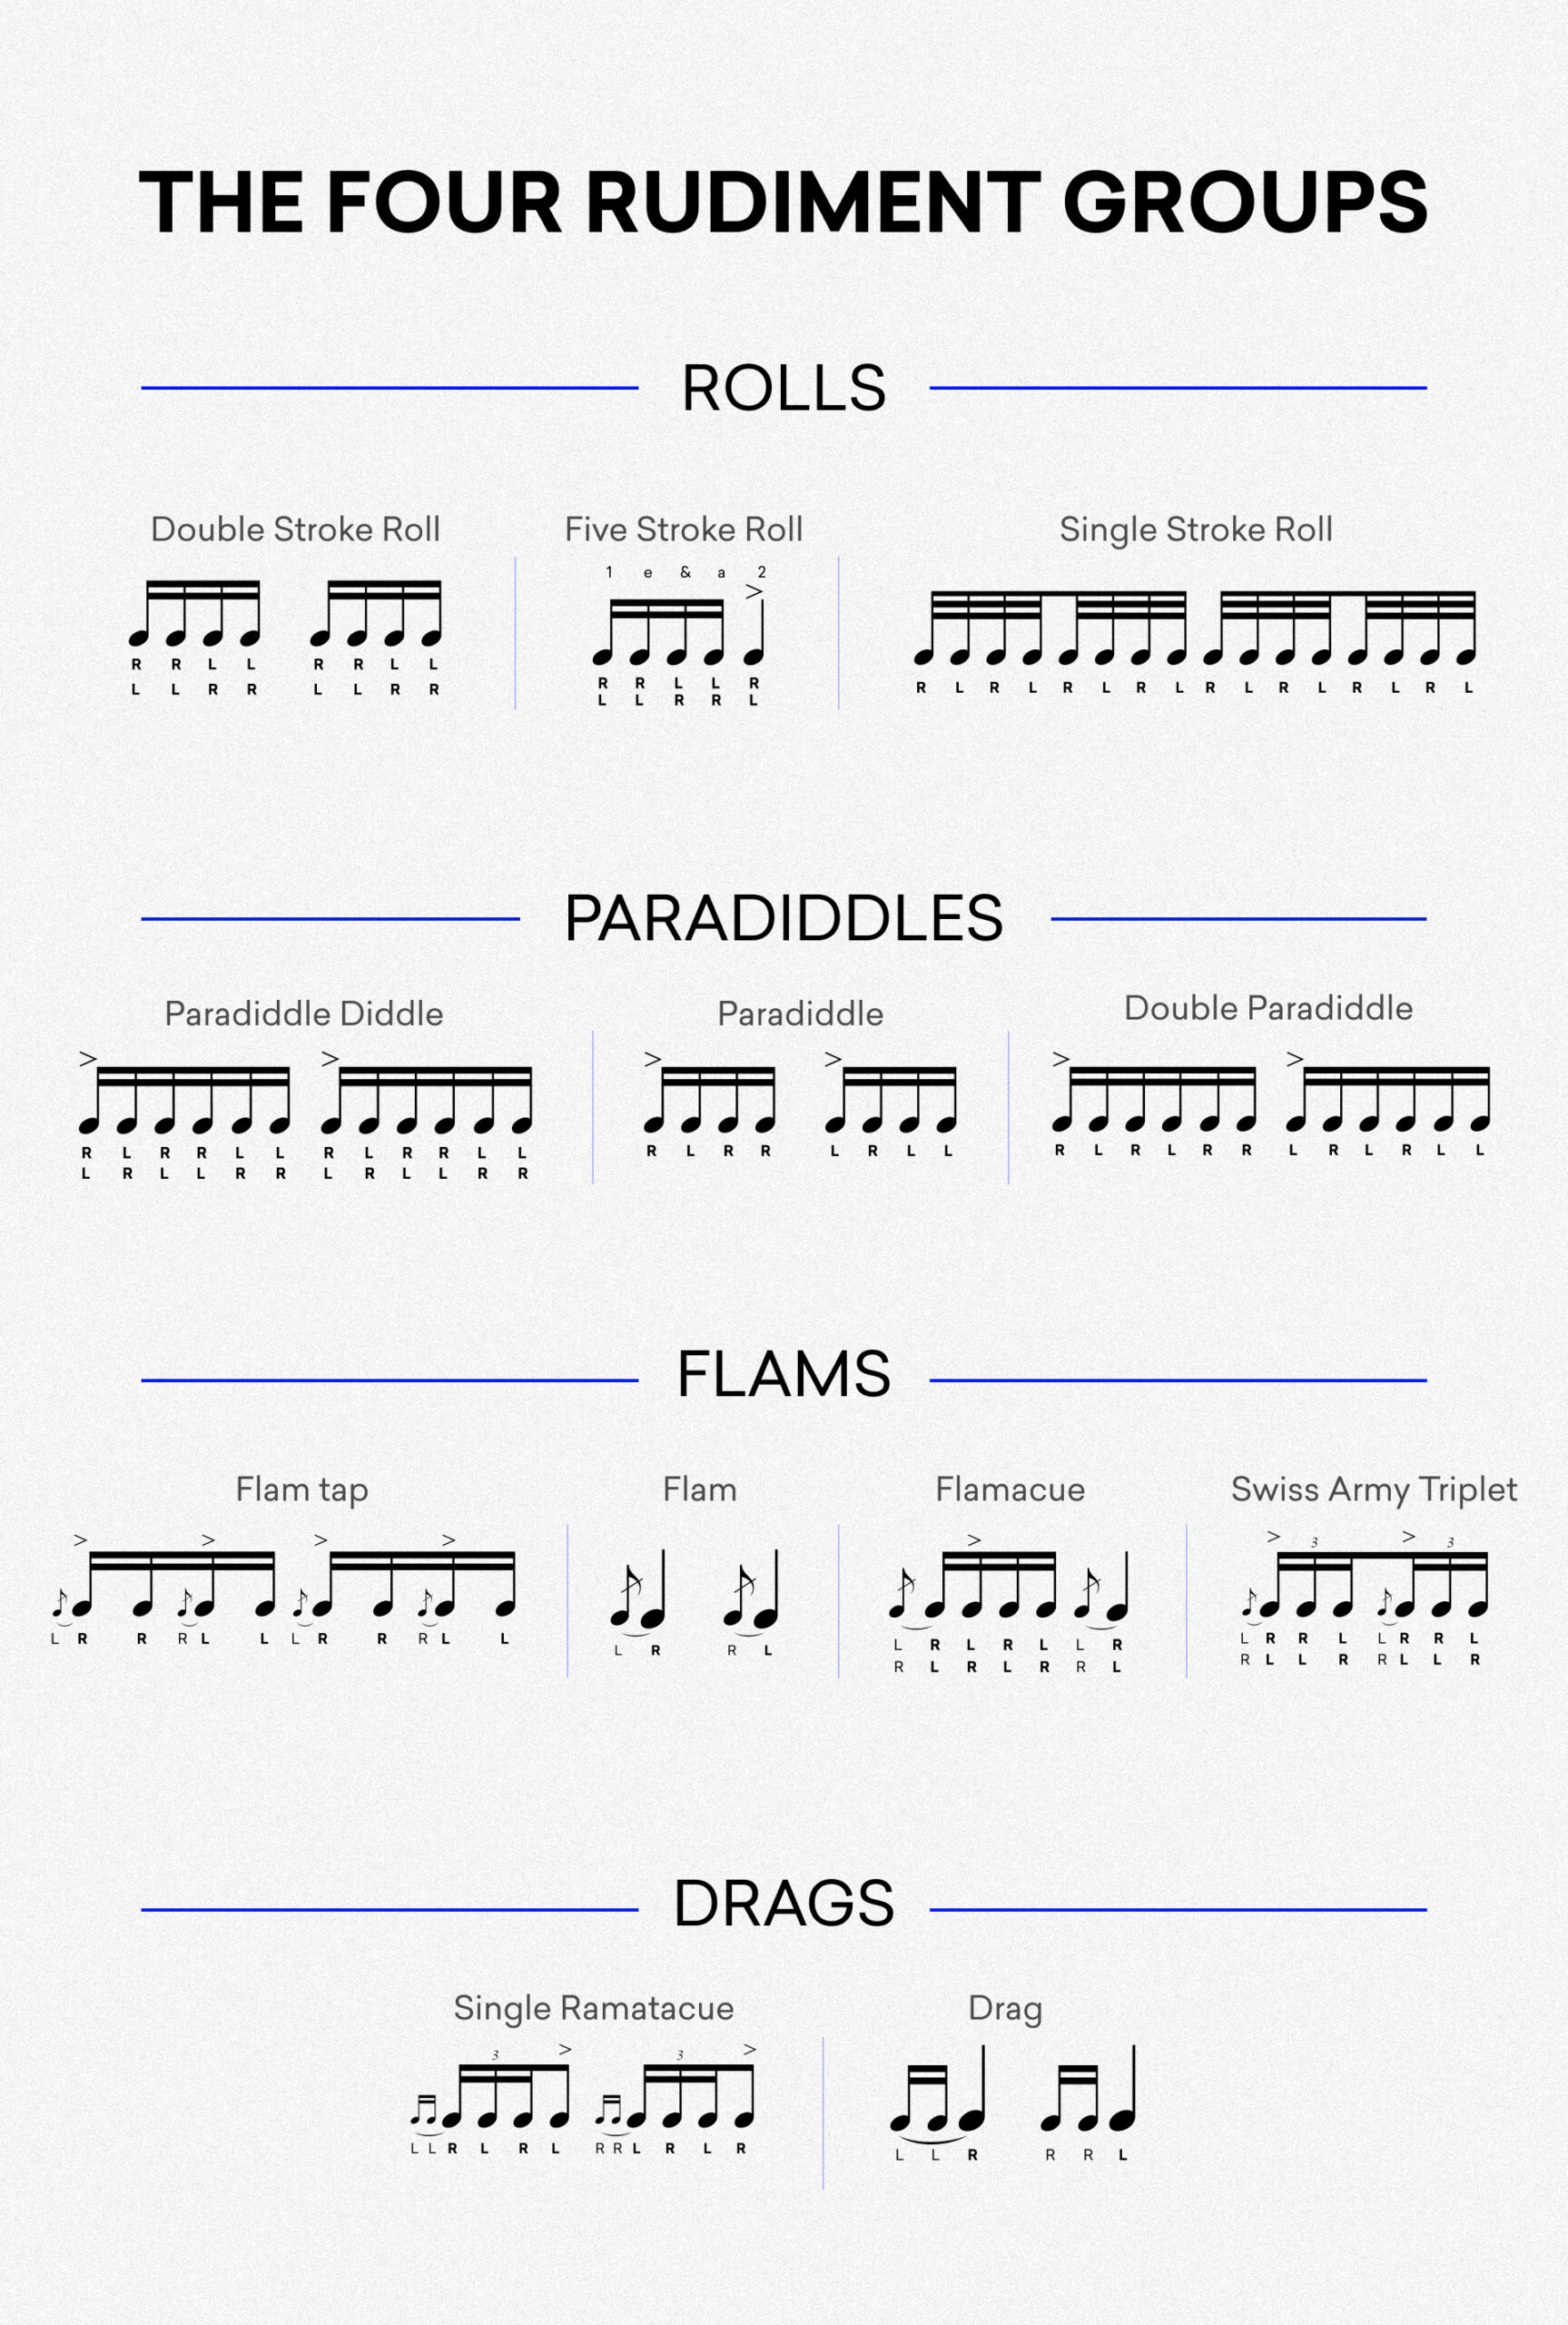 THE FOUR RUDIMENT GROUPS
ROLLS
Double Stroke Roll
R R L L R R L L
L L R R L L R R
Five Stroke Roll
1 e & a 2
>
R R L L R
L L R R L
Single Stroke Roll
R L R L R L R L R L R L R L R L
PARADIDDLES
Paradiddle Diddle
> >
R L R R L L R L R R L L
L R L L R R L R L L R R
Paradiddle
> >
R L R R L R L L
Double Paradiddle
> >
R L R L R R L R L R L L
FLAMS
Flam tap
> > > >
L R R R L L L R R R L L
Flam
L R R L
Flamacue
>
L R L R L L R
R L R L R R L
Swiss Army Triplet
> 3 > 3
L R R L L R R L
R L L R R L L R
DRAGS
Single Ramatacue
3 > 3 >
L L R L R L R R L R L R
Drag
L L R R R L